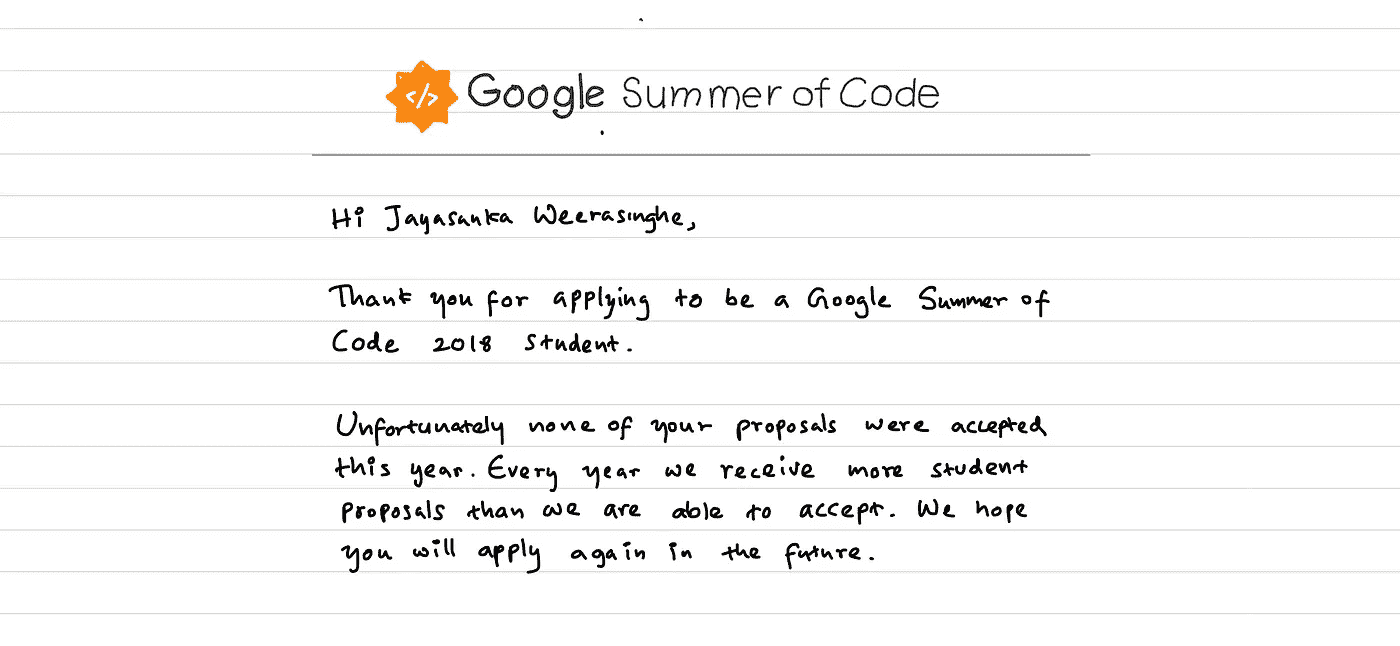 </> Google Summer of Code
Hi Jayasanka Weerasinghe,
Thank you for applying to be a Google Summer of
Code 2018 student.
Unfortunately none of your proposals were accepted
this year. Every year we receive more student
proposals than we are able to accept. We hope
you will apply again in the future.